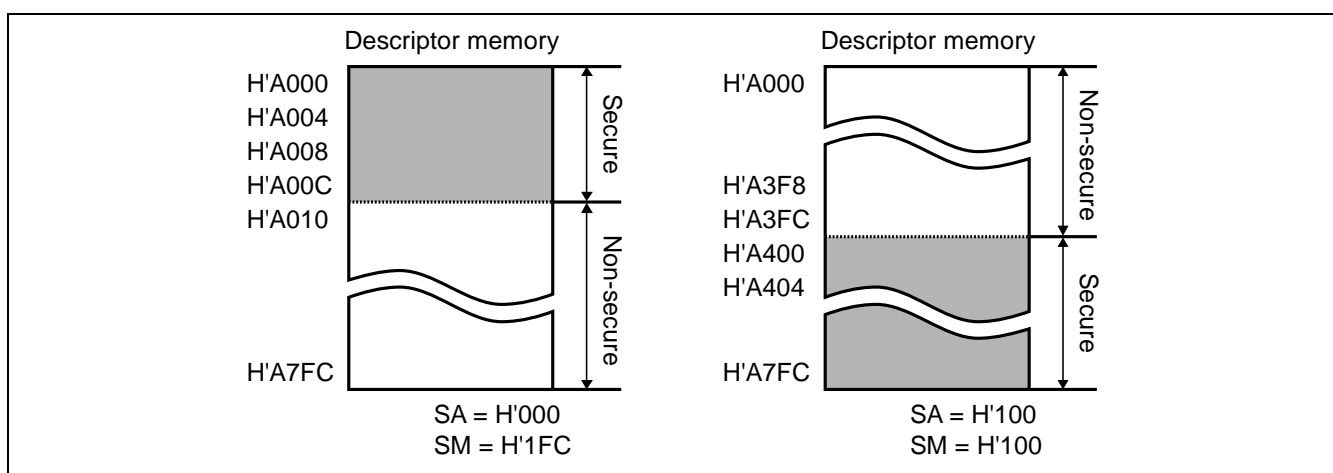 Descriptor memory
H'A000
H'A004
H'A008
H'A00C
H'A010
H'A7FC
Secure
Non-secure
SA = H'000
SM = H'1FC
Descriptor memory
H'A000
H'A3F8
H'A3FC
H'A400
H'A404
H'A7FC
Non-secure
Secure
SA = H'100
SM = H'100